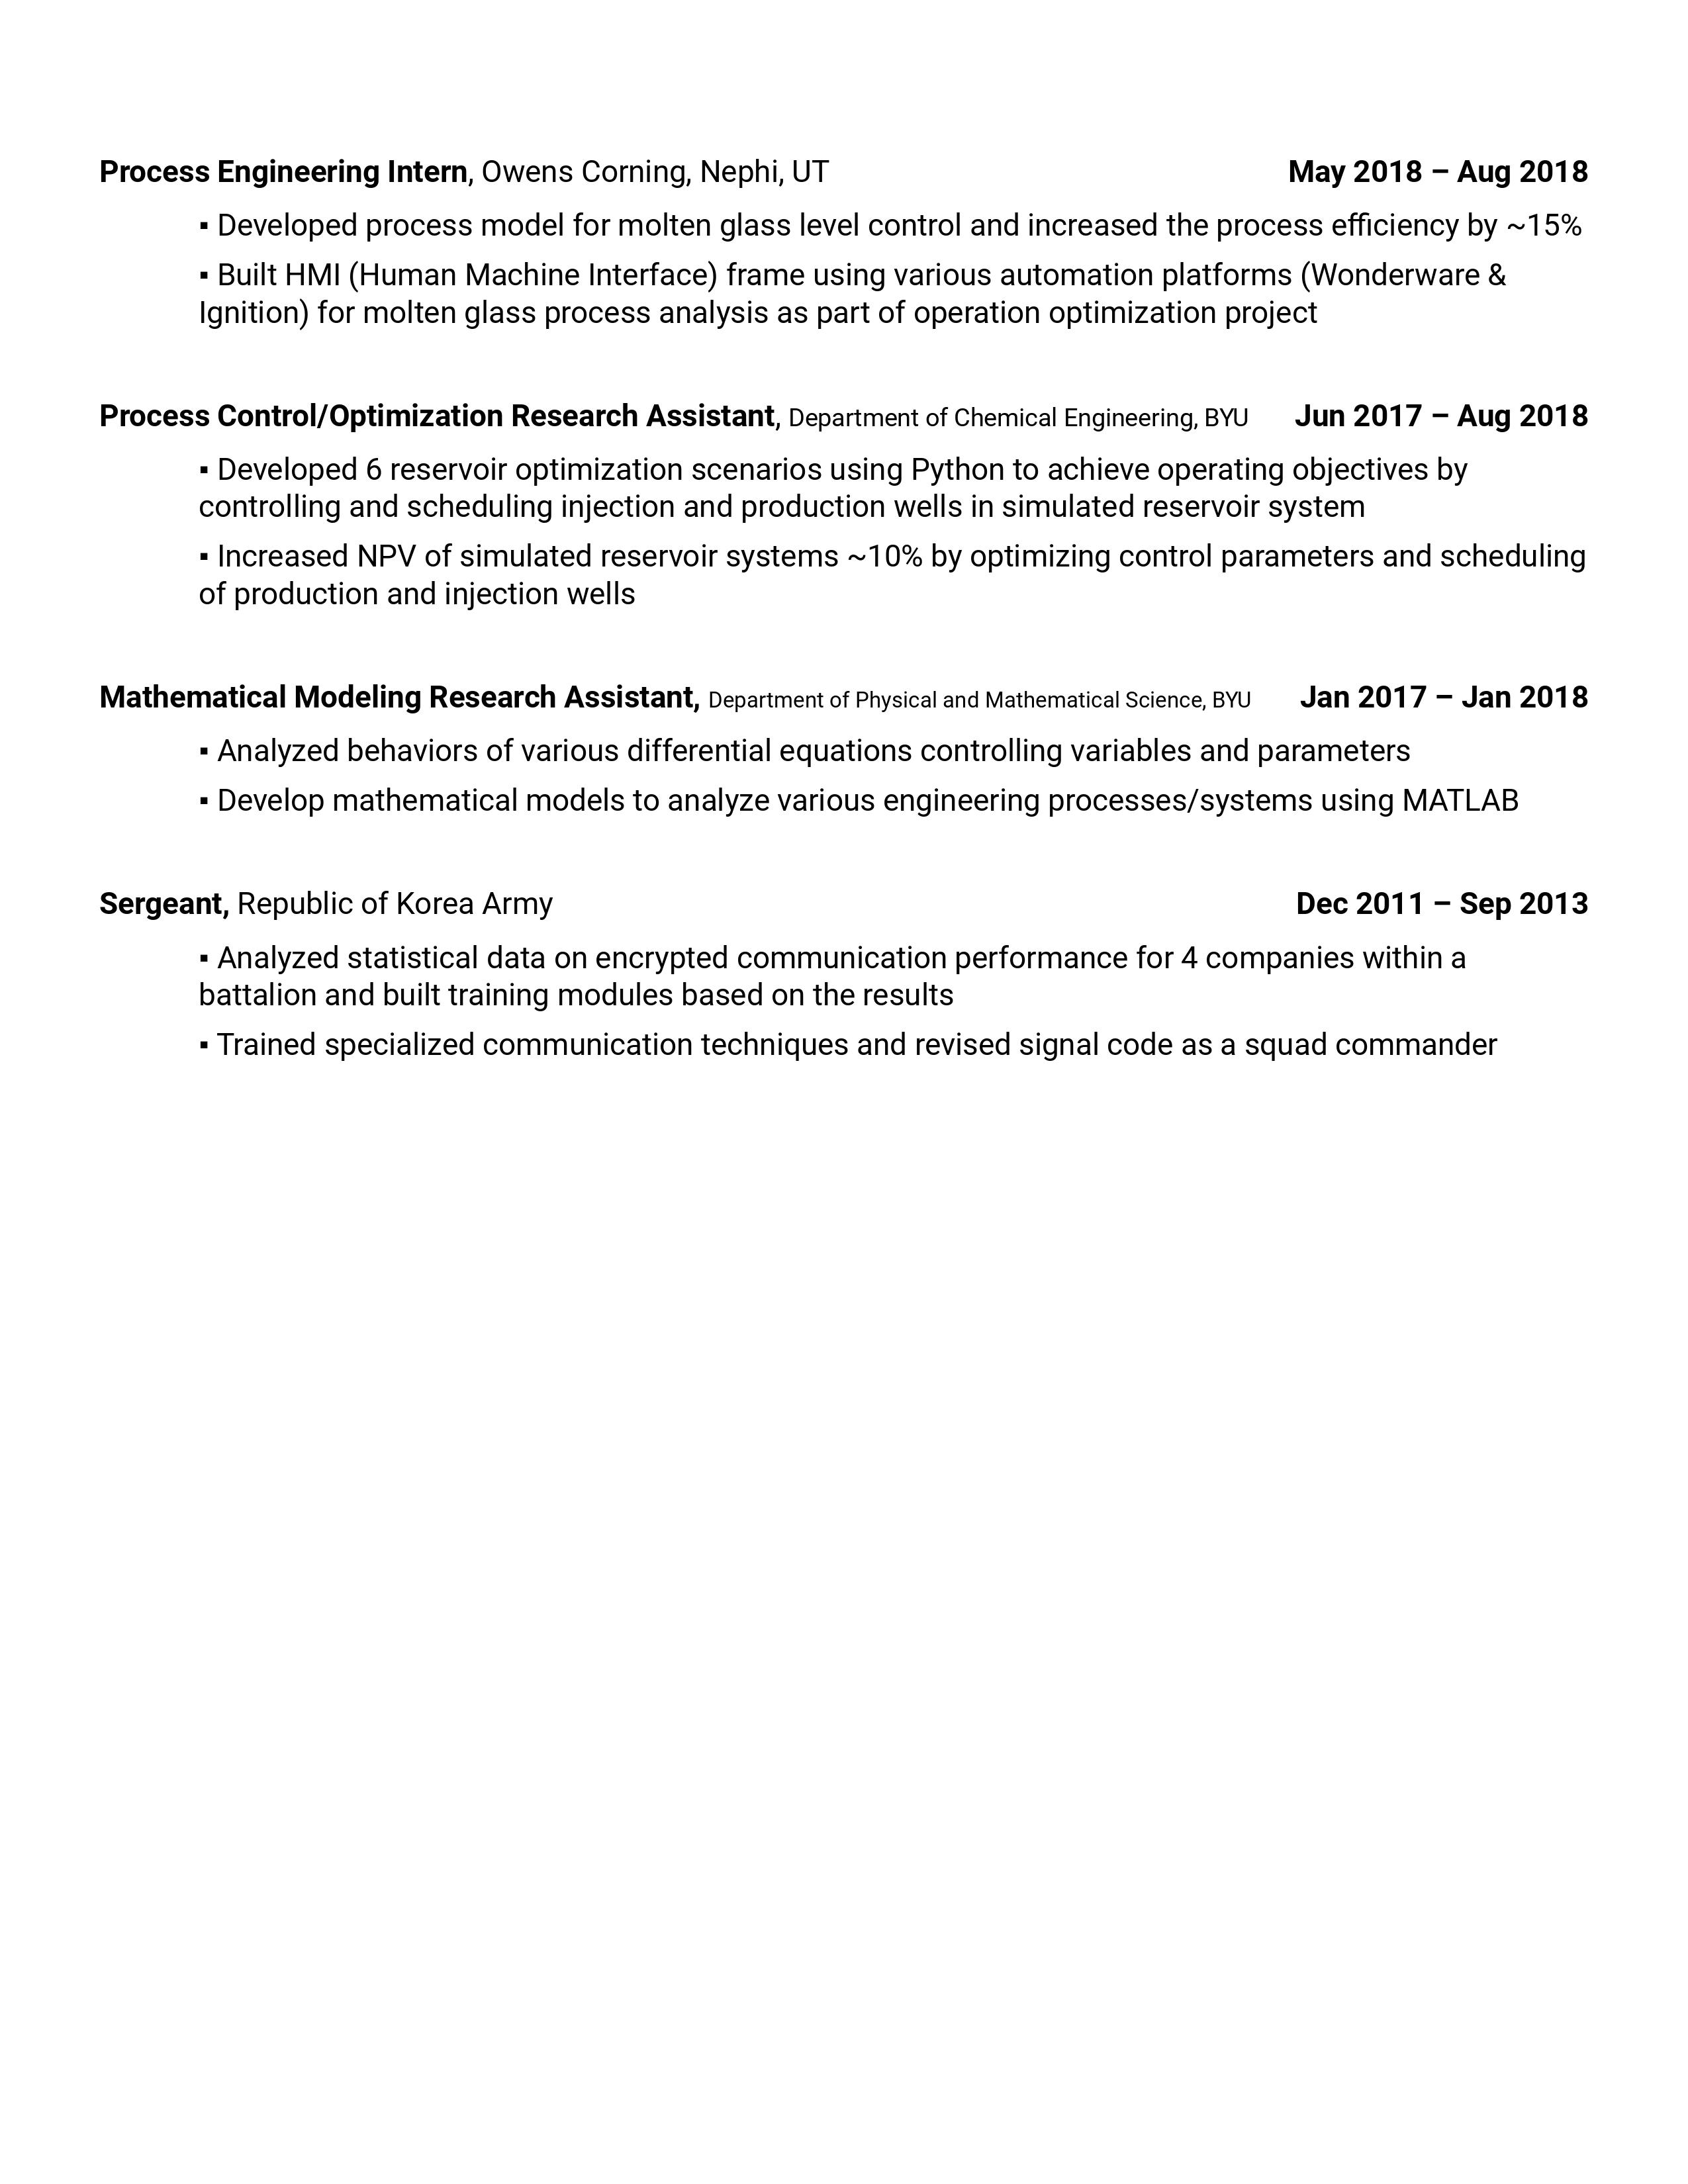 Process Engineering Intern, Owens Corning, Nephi, UT May 2018 – Aug 2018
▪ Developed process model for molten glass level control and increased the process efficiency by ~15%
▪ Built HMI (Human Machine Interface) frame using various automation platforms (Wonderware &
Ignition) for molten glass process analysis as part of operation optimization project
Process Control/Optimization Research Assistant, Department of Chemical Engineering, BYU Jun 2017 – Aug 2018
▪ Developed 6 reservoir optimization scenarios using Python to achieve operating objectives by
controlling and scheduling injection and production wells in simulated reservoir system
▪ Increased NPV of simulated reservoir systems ~10% by optimizing control parameters and scheduling
of production and injection wells
Mathematical Modeling Research Assistant, Department of Physical and Mathematical Science, BYU Jan 2017 – Jan 2018
▪ Analyzed behaviors of various differential equations controlling variables and parameters
▪ Develop mathematical models to analyze various engineering processes/systems using MATLAB
Sergeant, Republic of Korea Army Dec 2011 – Sep 2013
▪ Analyzed statistical data on encrypted communication performance for 4 companies within a
battalion and built training modules based on the results
▪ Trained specialized communication techniques and revised signal code as a squad commander